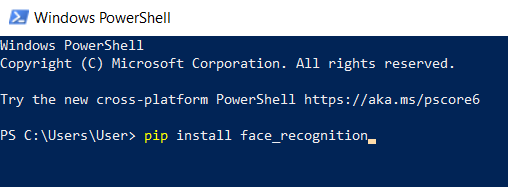 Windows PowerShell
Windows PowerShell
Copyright (C) Microsoft Corporation. All rights reserved.
Try the new cross-platform PowerShell https://aka.ms/pscore6
PS C:\Users\User> pip install face_recognition